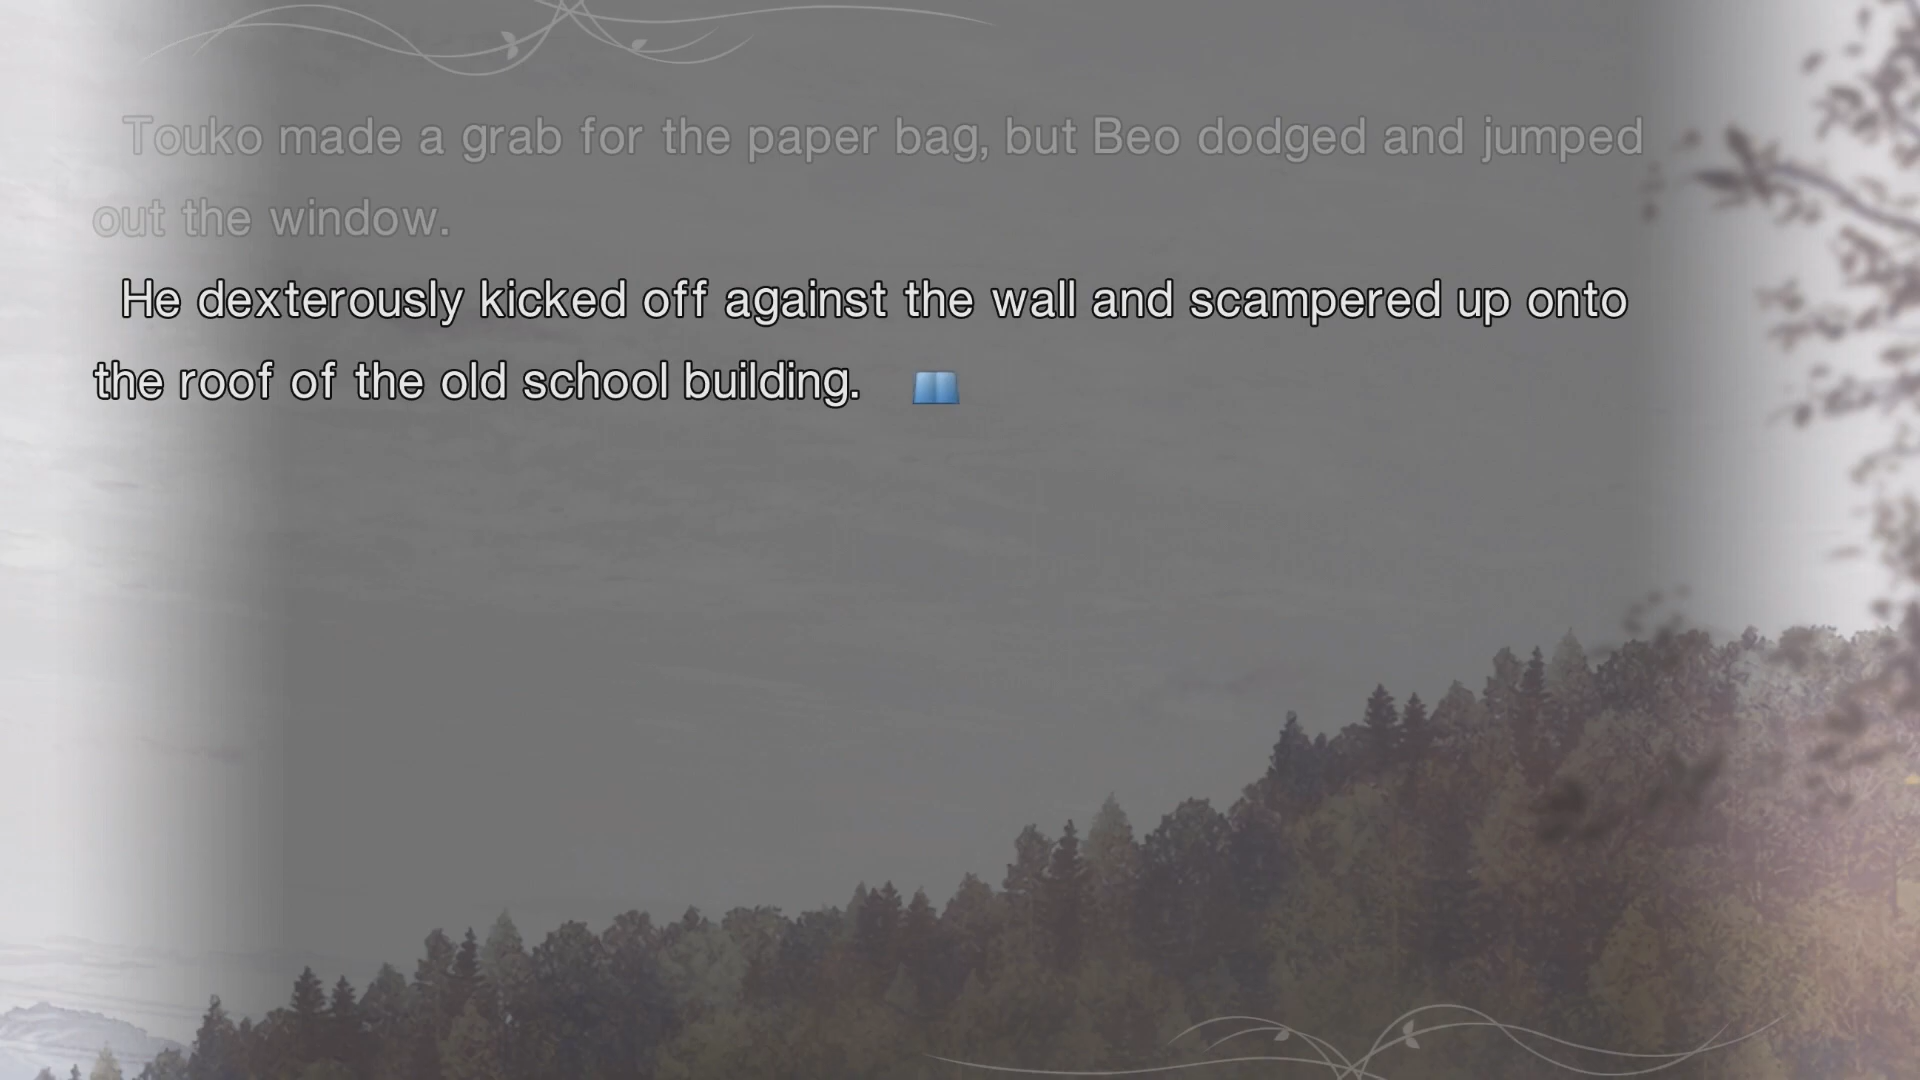 Touko made a grab for the paper bag, but Beo dodged and jumped
out the window.
He dexterously kicked off against the wall and scampered up onto
the roof of the old school building.